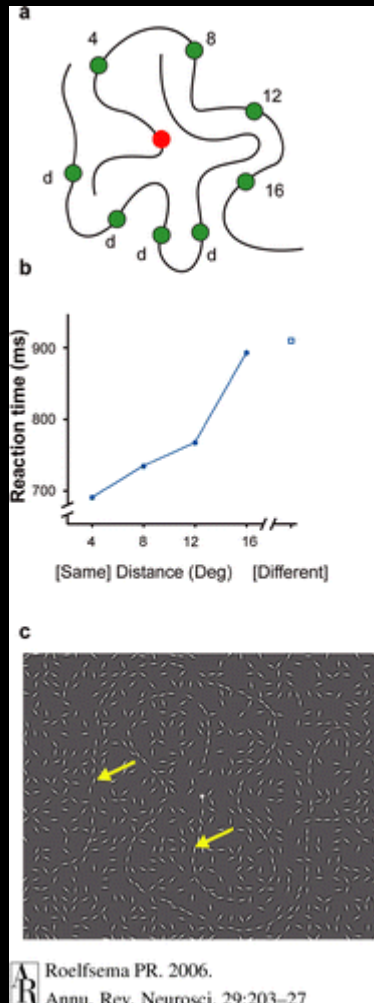 a
4
8
12
16
d
d
d
d
b
Reaction time (ms)
900
800
700
4 8 12 16
[Same] Distance (Deg) [Different]
c
AR Roelfsema PR. 2006.
Annu. Rev. Neurosci. 29:203–27